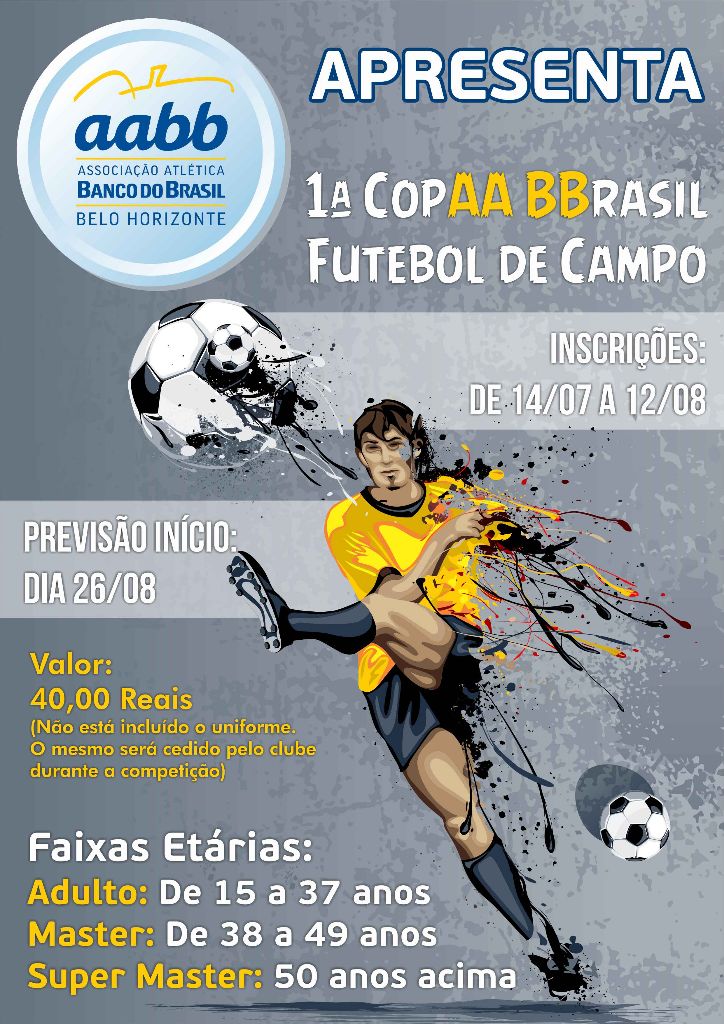 aabb
ASSOCIAÇÃO ATLÉTICA
BANCO DO BRASIL
BELO HORIZONTE
APRESENTA
1ª COPAA BBRASIL
FUTEBOL DE CAMPO
INSCRIÇÕES:
DE 14/07 A 12/08
PREVISÃO INÍCIO:
DIA 26/08
Valor:
40,00 Reais
(Não está incluído o uniforme.
O mesmo será cedido pelo clube
durante a competição)
Faixas Etárias:
Adulto: De 15 a 37 anos
Master: De 38 a 49 anos
Super Master: 50 anos acima